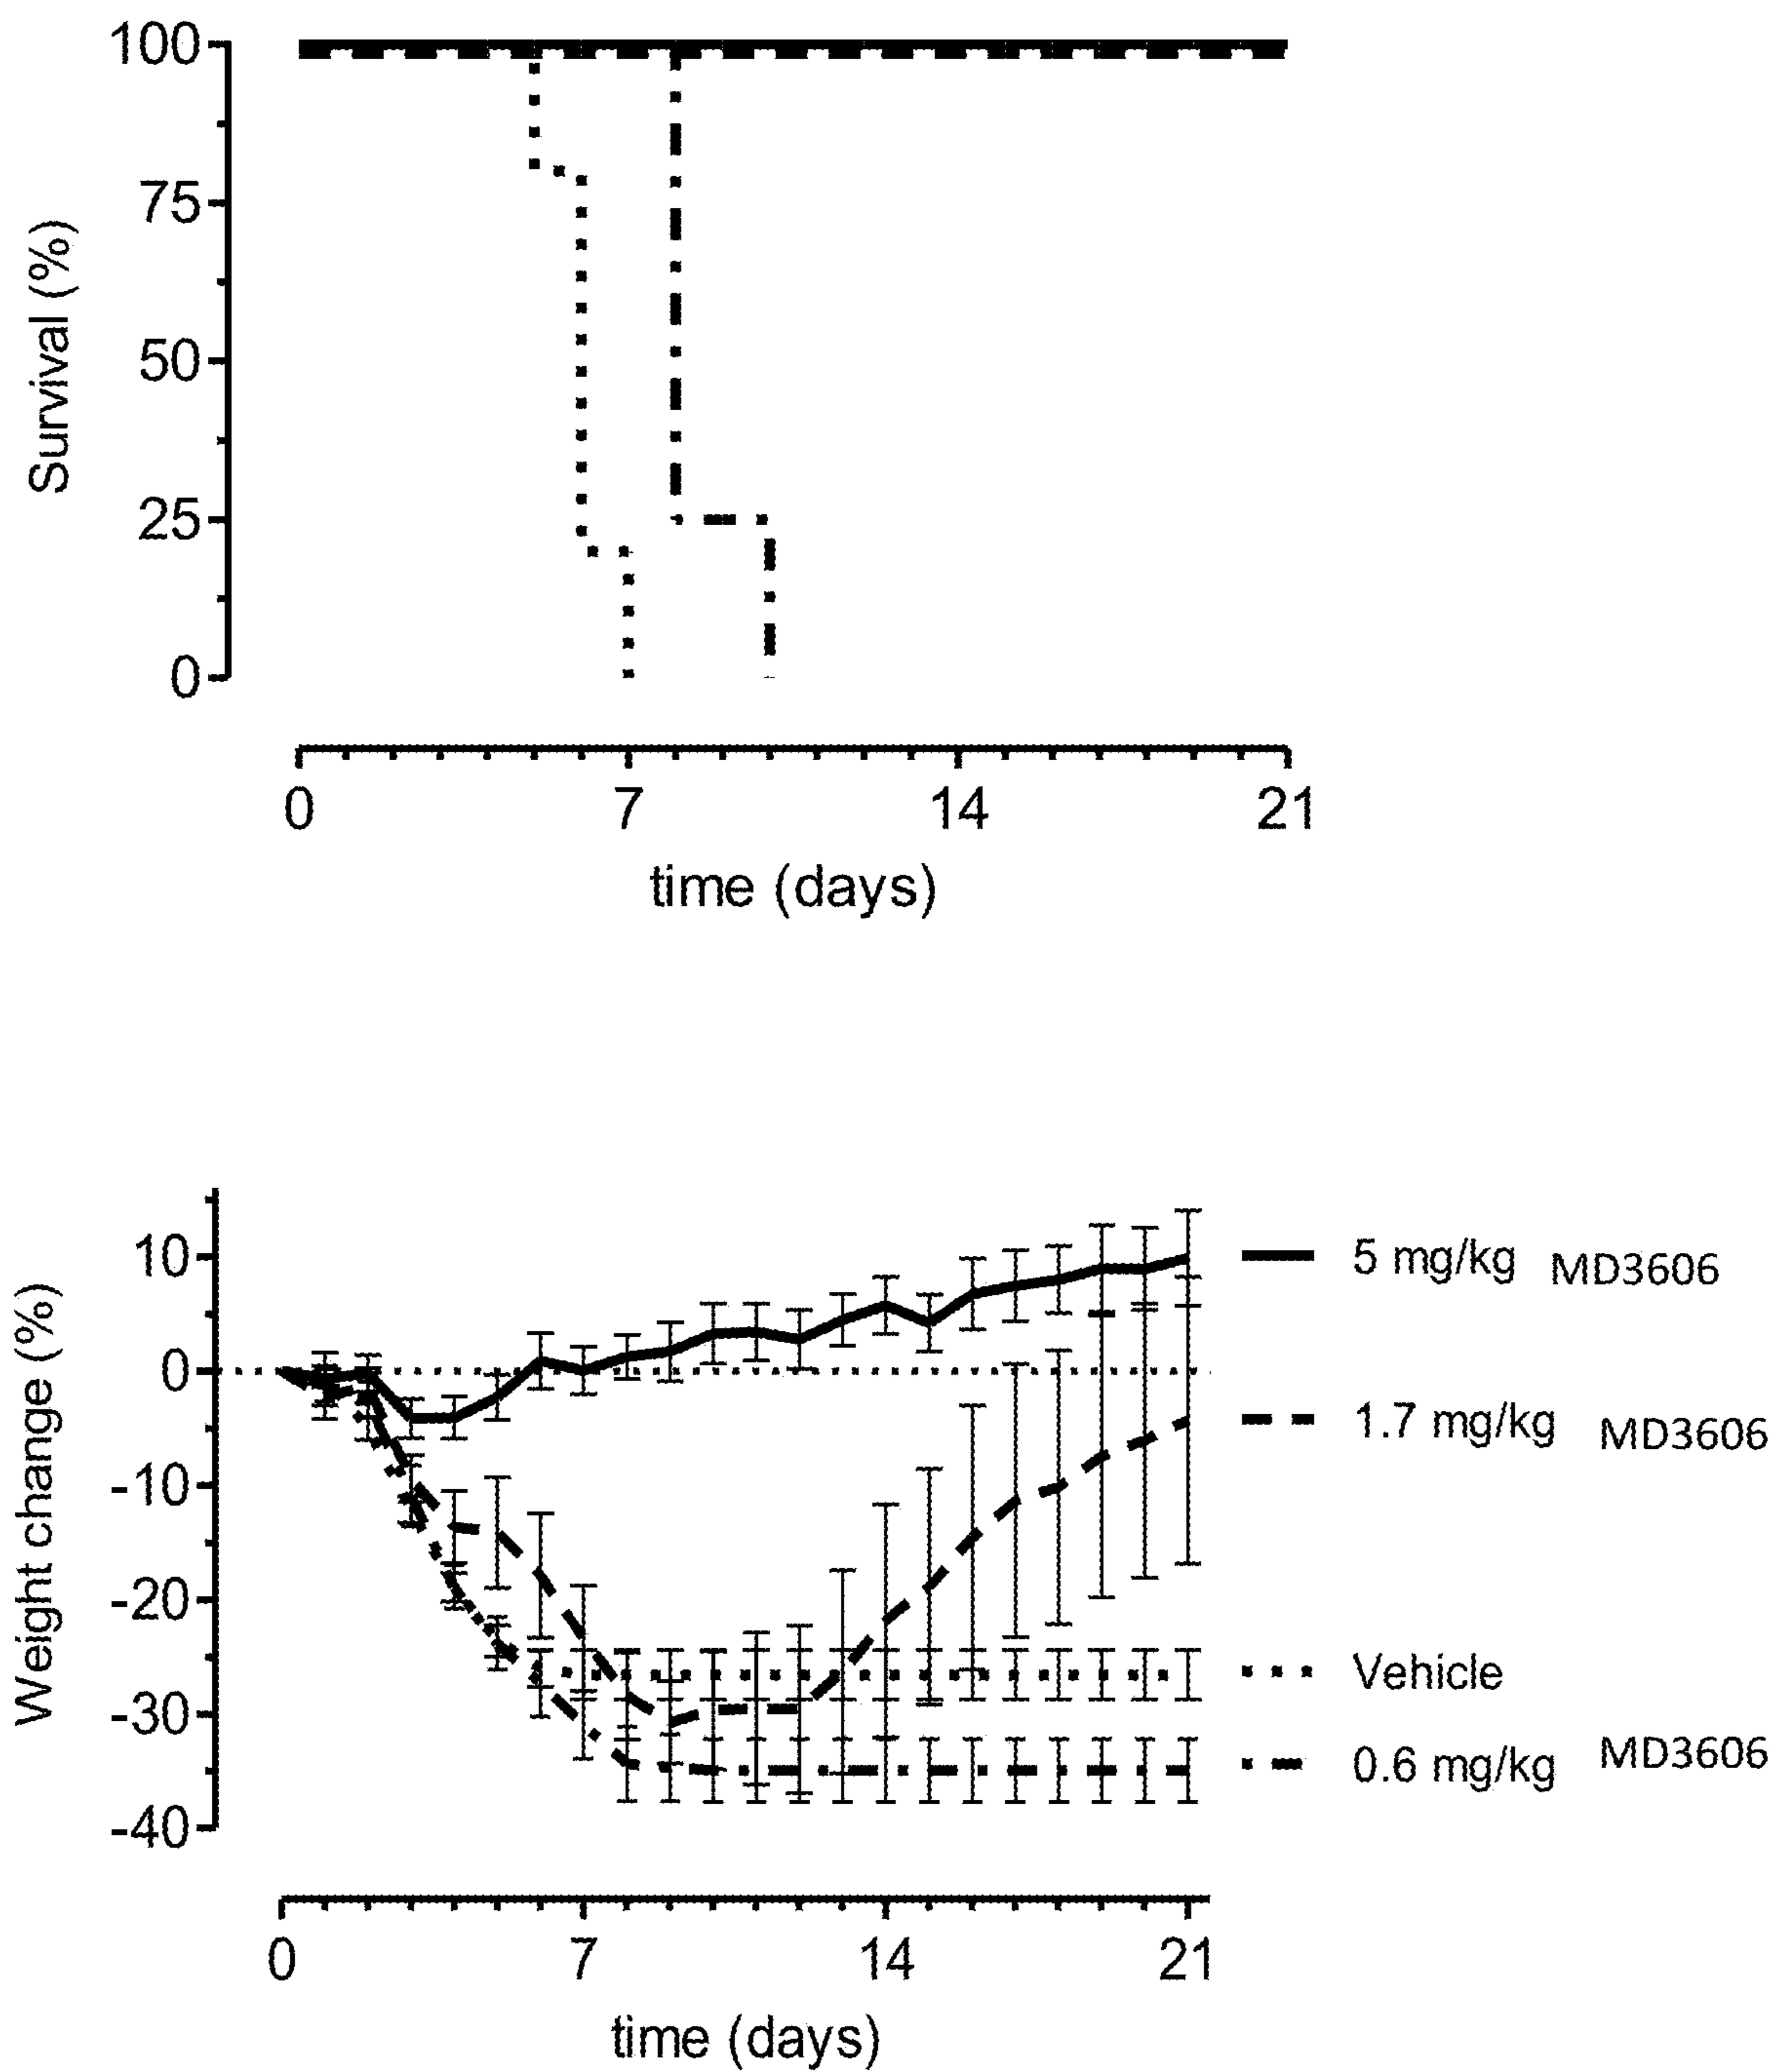 100
75
50
25
0
Survival (%)
0 7 14 21
time (days)
10
0
-10
-20
-30
-40
Weight change (%)
5 mg/kg MD3606
1.7 mg/kg MD3606
Vehicle
0.6 mg/kg MD3606
0 7 14 21
time (days)